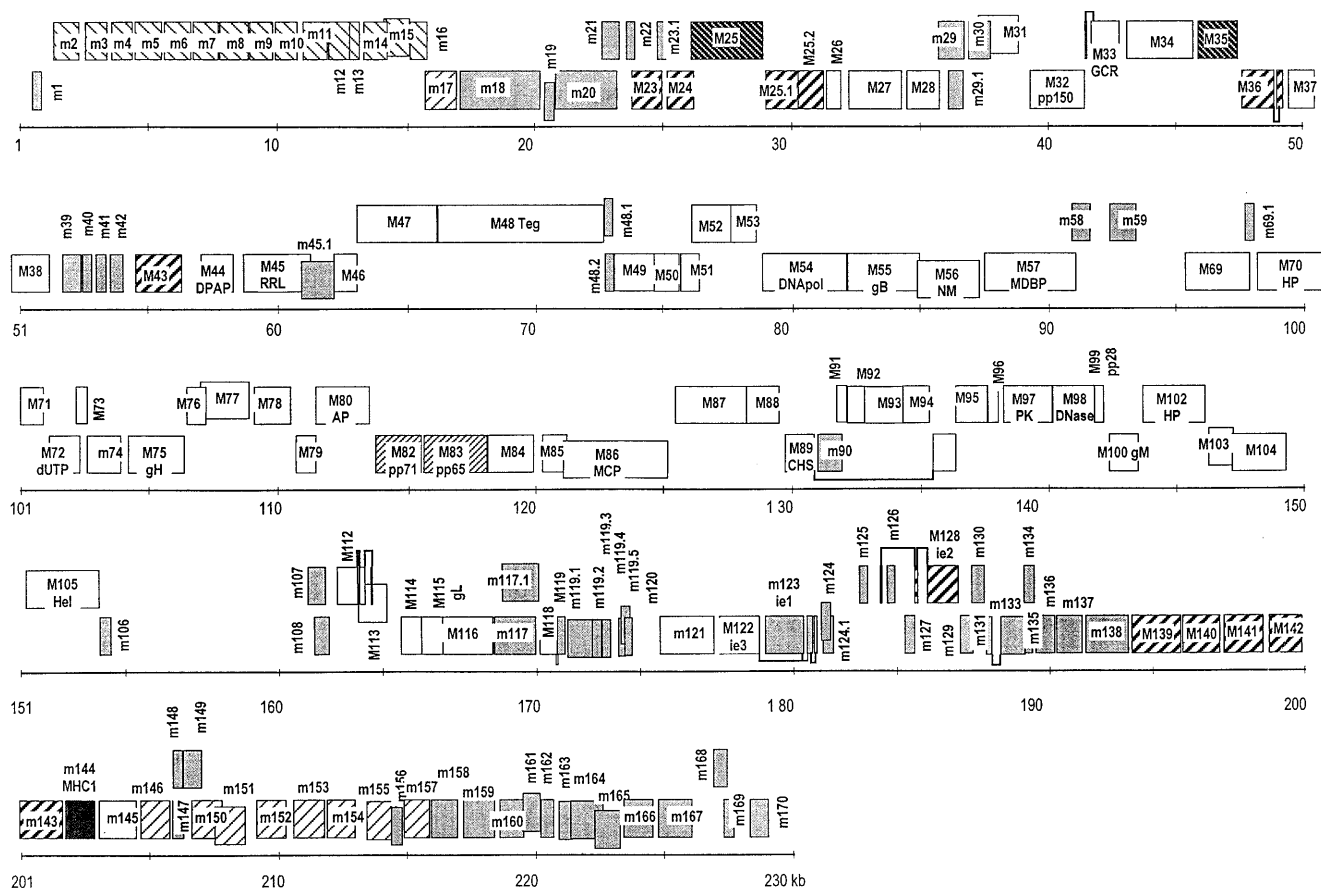 m2 m3 m4 m5 m6 m7 m8 m9 m10 m11 m12 m13 m14 m15 m16
m21 m22 m23.1 M25 M25.2 M26 m29 m30 M31 M33 M34 M35
GCR
m1 m17 m18 m19 m20 M23 M24 M25.1 M27 M28 m29.1 M32 M36 M37
pp150
1 10 20 30 40 50
M47 M48 Teg m48.1 M52 M53 m58 m59 m69.1
M38 m39 m40 m41 m42 M43 M44 M45 m45.1 M46 m48.2 M49 M50 M51 M54 M55 M56 M57 M69 M70
DPAP RRL DNApol gB NM MDBP HP
51 60 70 80 90 100
M71 M73 M76 M77 M78 M80 M87 M88 M91 M92 M93 M94 M95 M96 M97 M98 M99 M102
AP PK DNase pp28 HP
M72 m74 M75 M79 M82 M83 M84 M85 M86 M89 m90 M100 gM M103 M104
dUTP gH pp71 pp65 MCP CHS
101 110 120 1 30 140 150
M105 m107 M112 m117.1 m125 m126 M128 m130 m134
Hel ie2
m106 m108 M113 M114 M115 M116 m117 M118 M119 m119.1 m119.2 m119.3 m119.4 m119.5 m120 m121 M122 m123 m124 m124.1 m127 m129 m131 m133 m135 m136 m137 m138 M139 M140 M141 M142
gL ie3 ie1
151 160 170 1 80 190 200
m148 m149 m168
m143 m144 m145 m146 m147 m150 m151 m152 m153 m154 m155 m156 m157 m158 m159 m160 m161 m162 m163 m164 m165 m166 m167 m169 m170
MHC1
201 210 220 230 kb